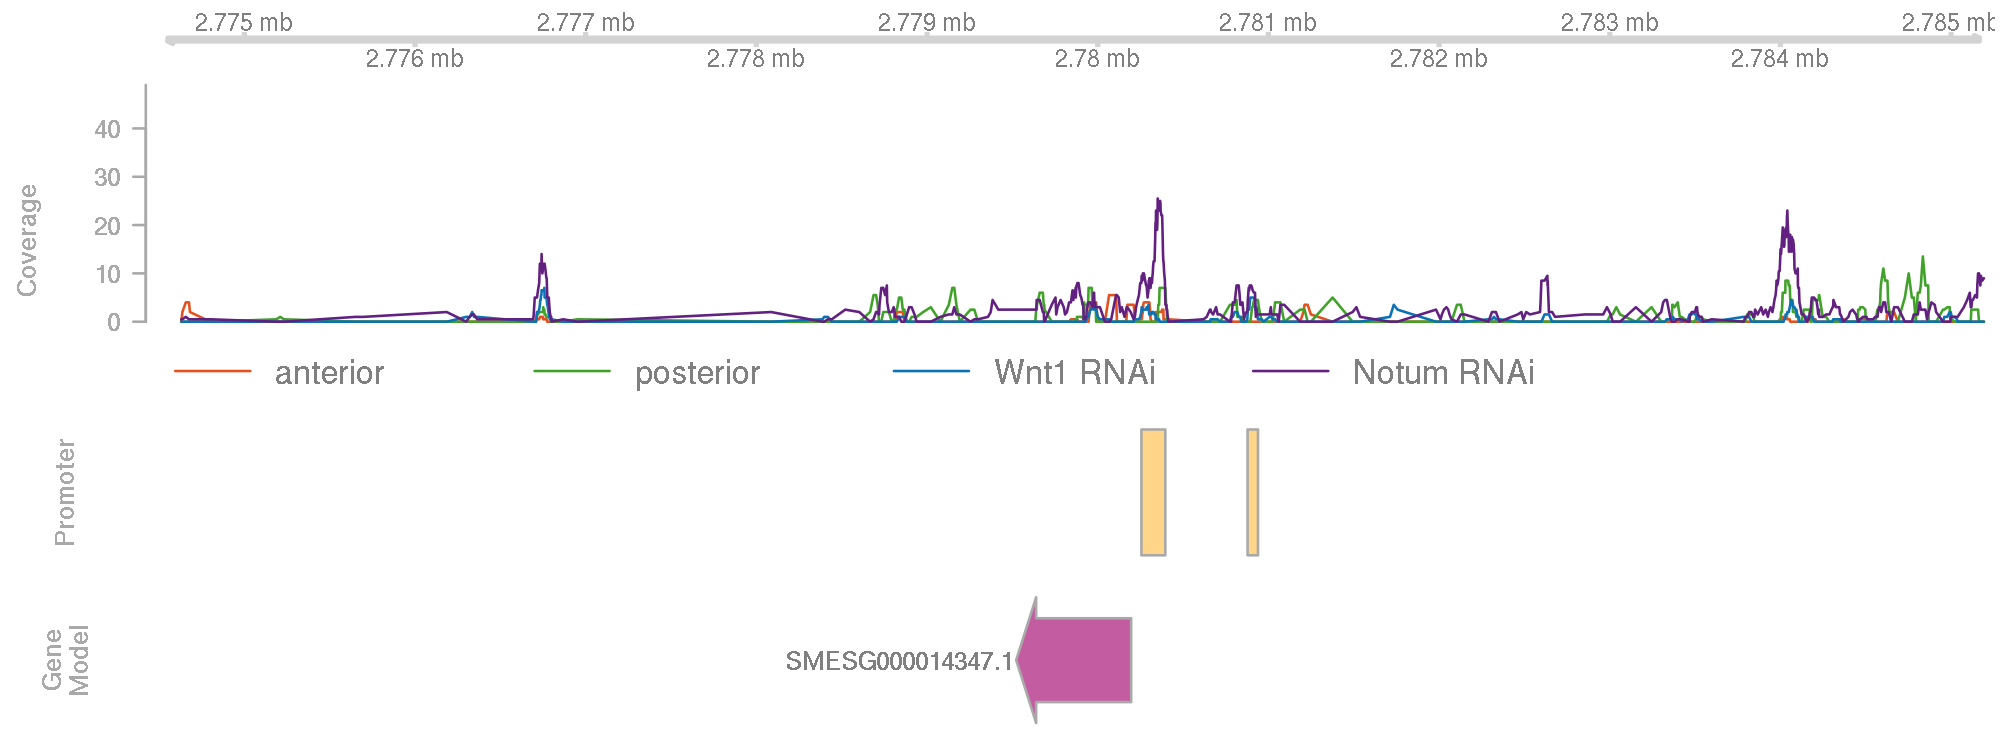 2.775 mb 2.777 mb 2.779 mb 2.781 mb 2.783 mb 2.785 mb
2.776 mb 2.778 mb 2.78 mb 2.782 mb 2.784 mb
40
30
20
10
0
Coverage
anterior posterior Wnt1 RNAi Notum RNAi
Promoter
Gene
Model
SMESG000014347.1